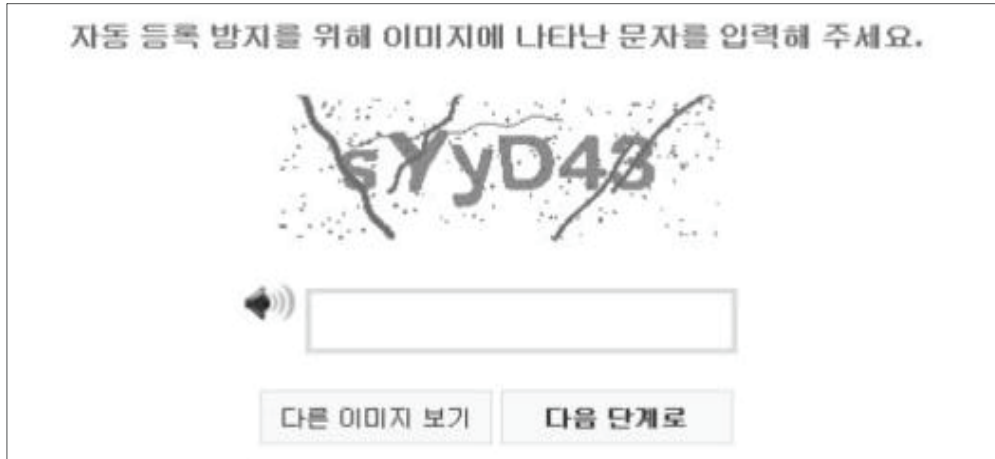 자동 등록 방지를 위해 이미지에 나타난 문자를 입력해 주세요.
sYyD43
다른 이미지 보기 다음 단계로